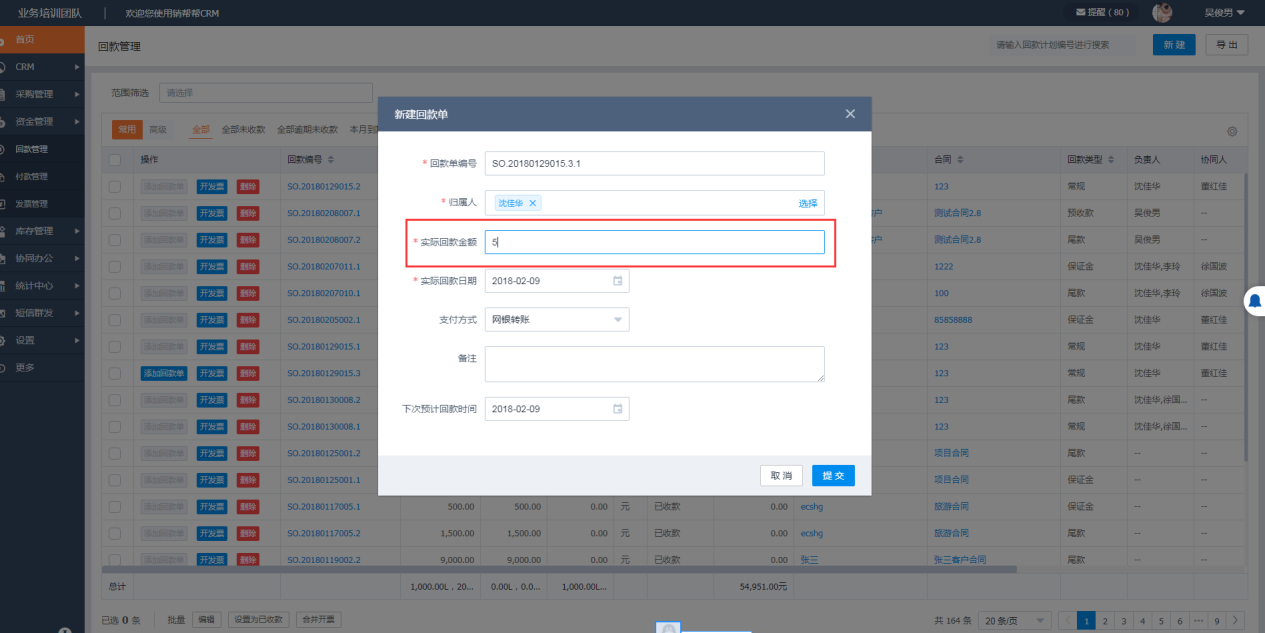 业务培训团队 | 欢迎您使用销帮帮CRM 提醒 ( 80 ) 吴俊男
首页
CRM
采购管理
资金管理
回款管理
付款管理
发票管理
库存管理
协同办公
统计中心
短信群发
设置
更多
回款管理 请输入回款计划编号进行搜索 新 建 导 出
范围筛选 请选择
常用 高级 全部 全部未收款 全部逾期未收款
操作 回款编号 合同 回款类型 负责人 协同人
添加回款单 开发票 删除 SO.20180129015.2 123 常规 沈佳华 董红佳
添加回款单 开发票 删除 SO.20180208007.1 测试合同2.8 预收款 吴俊男 --
添加回款单 开发票 删除 SO.20180208007.2 测试合同2.8 尾款 吴俊男 --
添加回款单 开发票 删除 SO.20180207011.1 1222 保证金 沈佳华,李玲 徐国波
添加回款单 开发票 删除 SO.20180207010.1 100 尾款 沈佳华,李玲 徐国波
添加回款单 开发票 删除 SO.20180205002.1 85858888 保证金 沈佳华 董红佳
添加回款单 开发票 删除 SO.20180129015.1 123 常规 沈佳华 董红佳
添加回款单 开发票 删除 SO.20180129015.3 123 常规 沈佳华 董红佳
添加回款单 开发票 删除 SO.20180130008.2 123 尾款 沈佳华,徐国... --
添加回款单 开发票 删除 SO.20180130008.1 123 常规 沈佳华,徐国... --
添加回款单 开发票 删除 SO.20180125001.2 项目合同 尾款 -- --
添加回款单 开发票 删除 SO.20180125001.1 项目合同 保证金 -- --
添加回款单 开发票 删除 SO.20180117005.1 500.00 500.00 0.00 元 已收款 0.00 ecshg 旅游合同 保证金 -- --
添加回款单 开发票 删除 SO.20180117005.2 1,500.00 1,500.00 0.00 元 已收款 0.00 ecshg 旅游合同 尾款 -- --
添加回款单 开发票 删除 SO.20180119002.2 9,000.00 9,000.00 0.00 元 已收款 0.00 张三 张三客户合同 尾款 -- --
总计 1,000.00L , 20... 0.00L , 0.0... 1,000.00L... 54,951.00元
已选 0 条 批量 编辑 设置为已收款 合并开票 共 164 条 20 条/页 1 2 3 4 5 6 ··· 9
新建回款单
* 回款单编号 SO.20180129015.3.1
* 归属人 沈佳华 × 选择
* 实际回款金额 5
* 实际回款日期 2018-02-09
支付方式 网银转账
备注
下次预计回款时间 2018-02-09
取 消 提 交